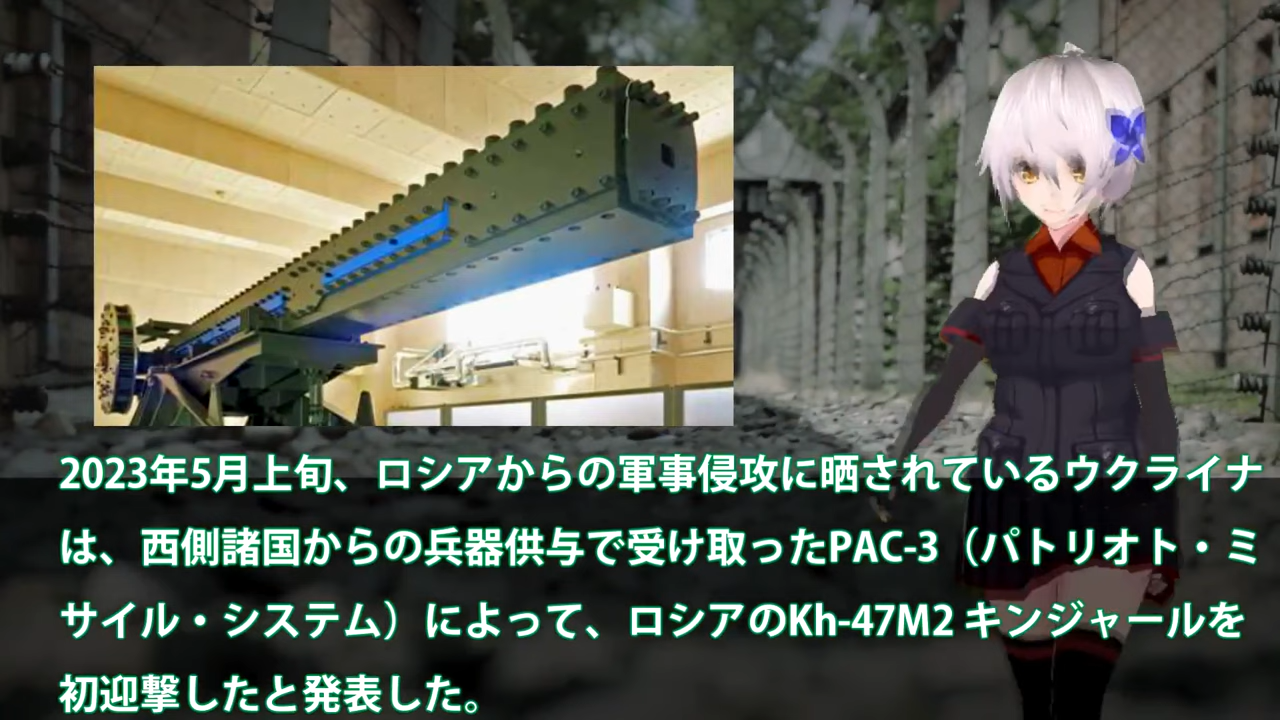 2023年5月上旬、ロシアからの軍事侵攻に晒されているウクライナ
は、西側諸国からの兵器供与で受け取ったPAC-3（パトリオト・ミ
サイル・システム）によって、ロシアのKh-47M2 キンジャールを
初迎撃したと発表した。